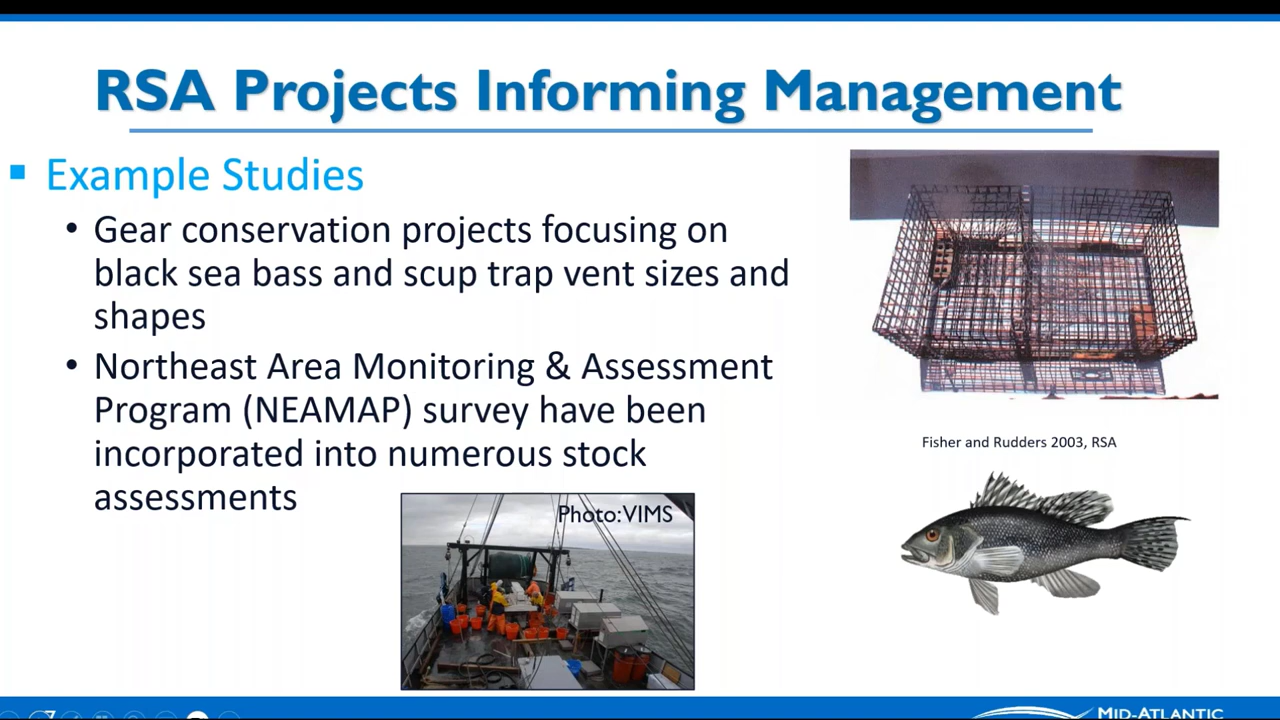 RSA Projects Informing Management
▪ Example Studies
• Gear conservation projects focusing on
black sea bass and scup trap vent sizes and
shapes
• Northeast Area Monitoring & Assessment
Program (NEAMAP) survey have been
incorporated into numerous stock
assessments
Fisher and Rudders 2003, RSA
Photo:VIMS
MID-ATLANTIC